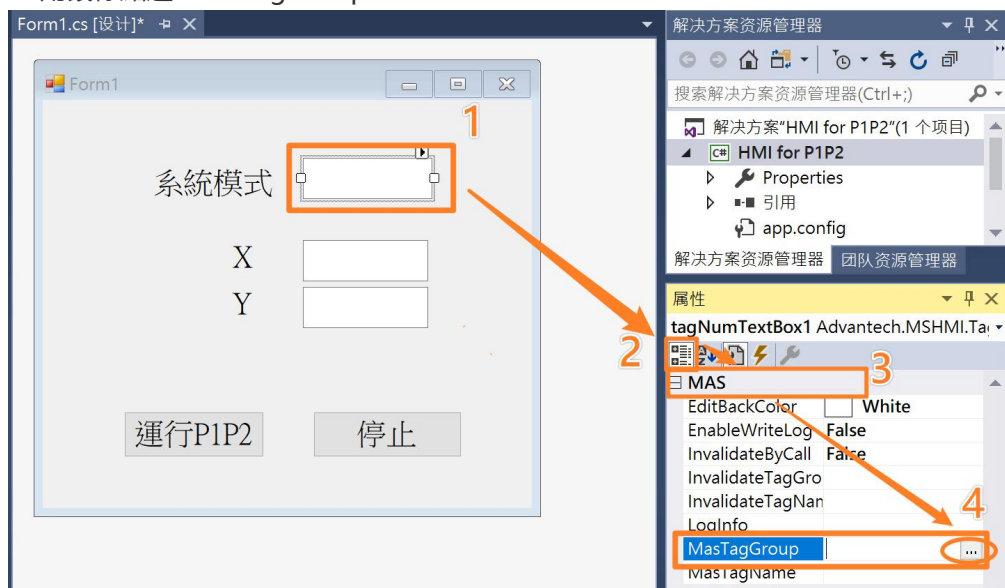 Form1.cs [设计]*
Form1
1
系統模式
X
Y
運行P1P2
停止
解决方案资源管理器
搜索解决方案资源管理器(Ctrl+;)
解决方案"HMI for P1P2"(1 个项目)
C# HMI for P1P2
Properties
引用
app.config
解决方案资源管理器 团队资源管理器
属性
tagNumTextBox1 Advantech.MSHMI.Ta
2
3
MAS
EditBackColor White
EnableWriteLog False
InvalidateByCall False
InvalidateTagGro
InvalidateTagNan
4
LogInfo
MasTagGroup ...
MasTagName